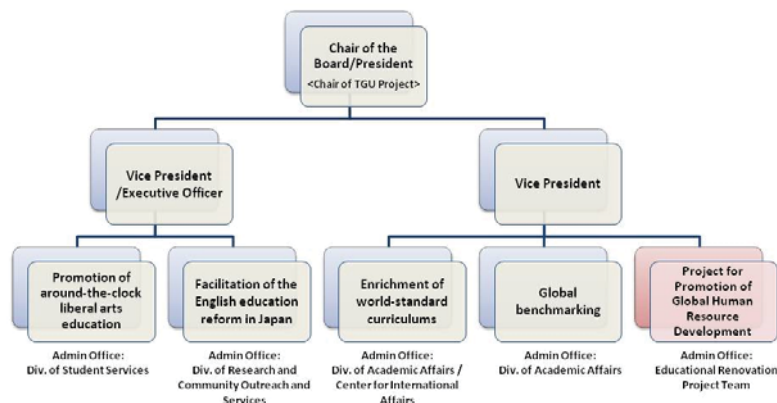 Chair of the
Board/President
<Chair of TGU Project>
Vice President
/Executive Officer
Vice President
Promotion of
around-the-clock
liberal arts
education
Facilitation of the
English education
reform in Japan
Enrichment of
world-standard
curriculums
Global
benchmarking
Project for
Promotion of
Global Human
Resource
Development
Admin Office:
Div. of Student Services
Admin Office:
Div. of Research and
Community Outreach and
Services
Admin Office:
Div. of Academic Affairs /
Center for International
Affairs
Admin Office:
Div. of Academic Affairs
Admin Office:
Educational Renovation
Project Team